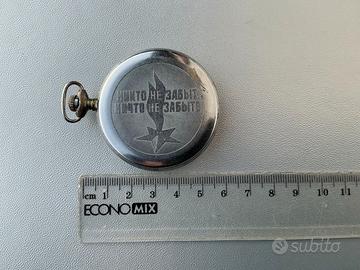 НИКТО НЕ ЗАБЫТ
НИЧТО НЕ ЗАБЫТО
cm 1 2 3 4 5 6 7 8 9 10 11
ECONOMIX
subito